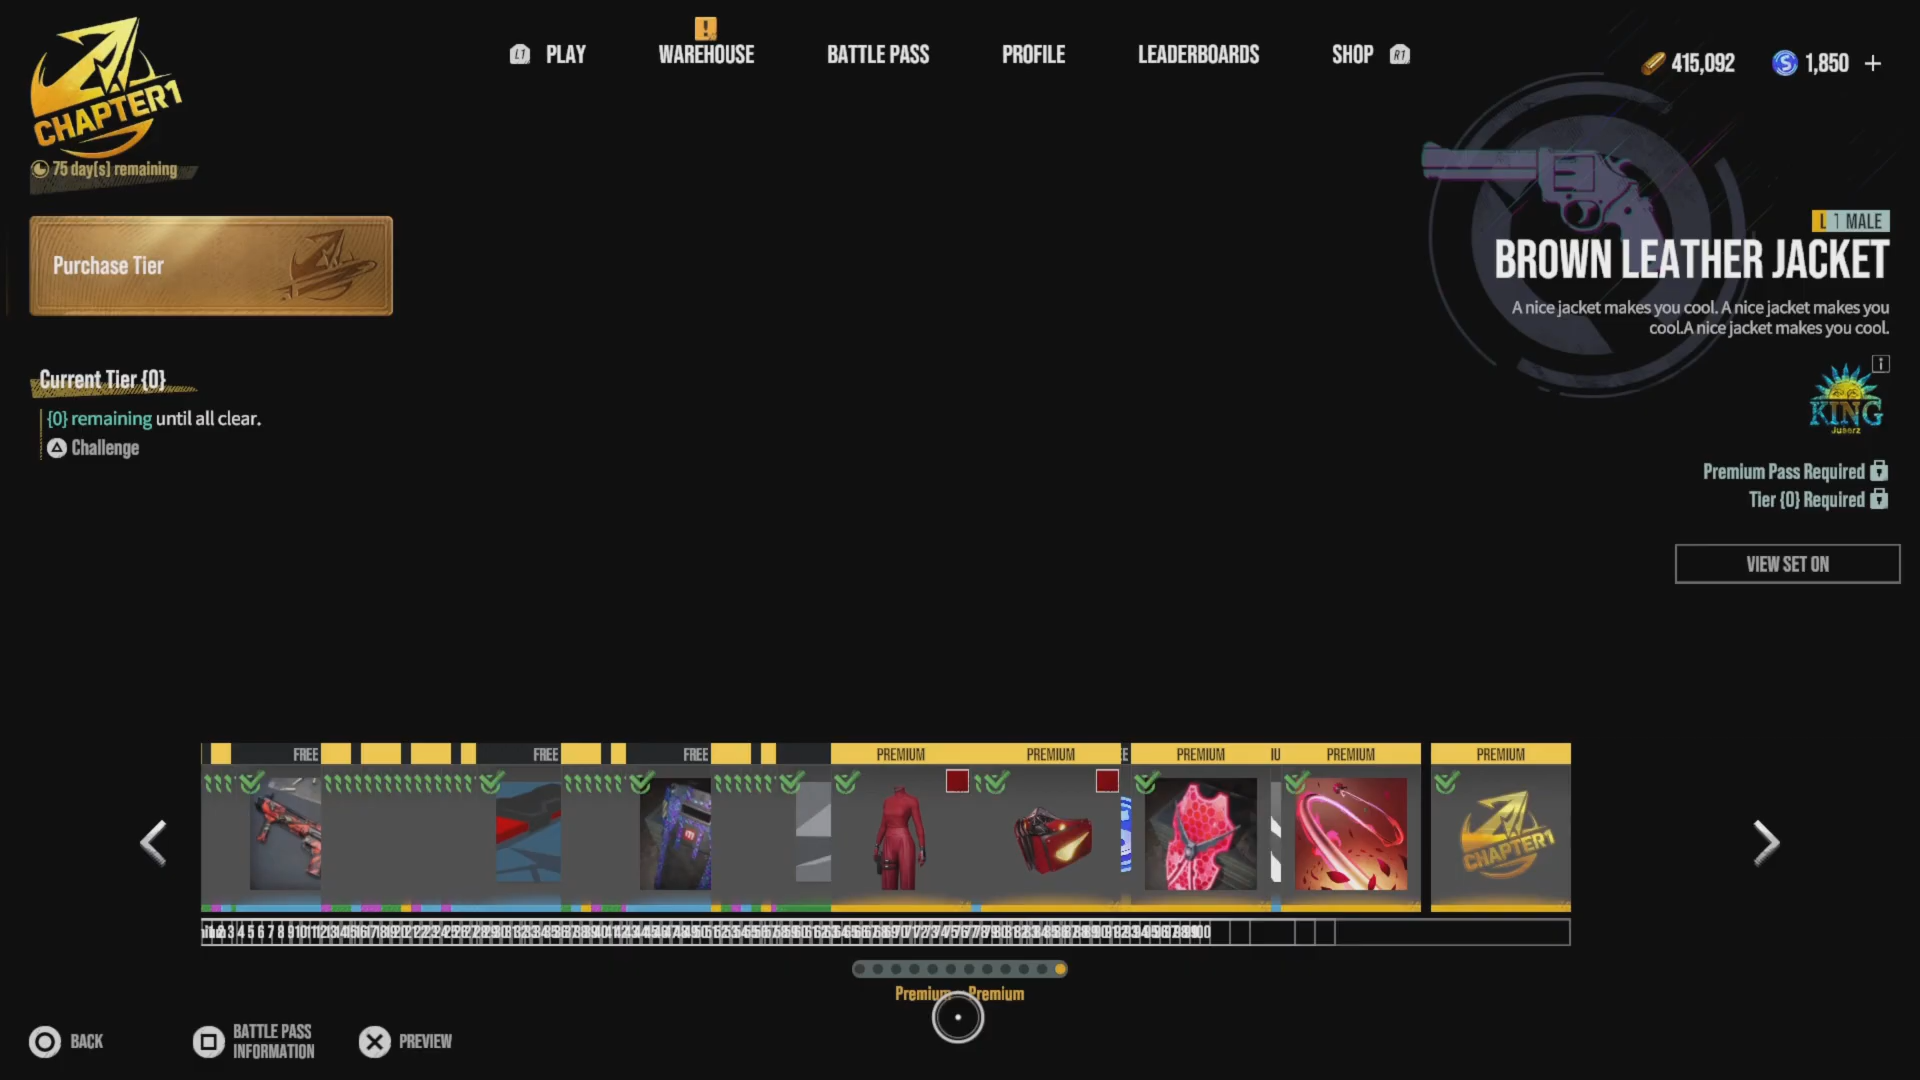 L1 PLAY
WAREHOUSE
BATTLE PASS
PROFILE
LEADERBOARDS
SHOP R1
415,092
1,850
CHAPTER1
75 day[s] remaining
Purchase Tier
Current Tier {0}
{0} remaining until all clear.
Challenge
L 1 MALE
BROWN LEATHER JACKET
A nice jacket makes you cool. A nice jacket makes you
cool.A nice jacket makes you cool.
KING
Juserz
Premium Pass Required
Tier {0} Required
VIEW SET ON
FREE
FREE
FREE
PREMIUM
PREMIUM
PREMIUM
PREMIUM
PREMIUM
CHAPTER1
Premium
Premium
BACK
BATTLE PASS
INFORMATION
PREVIEW